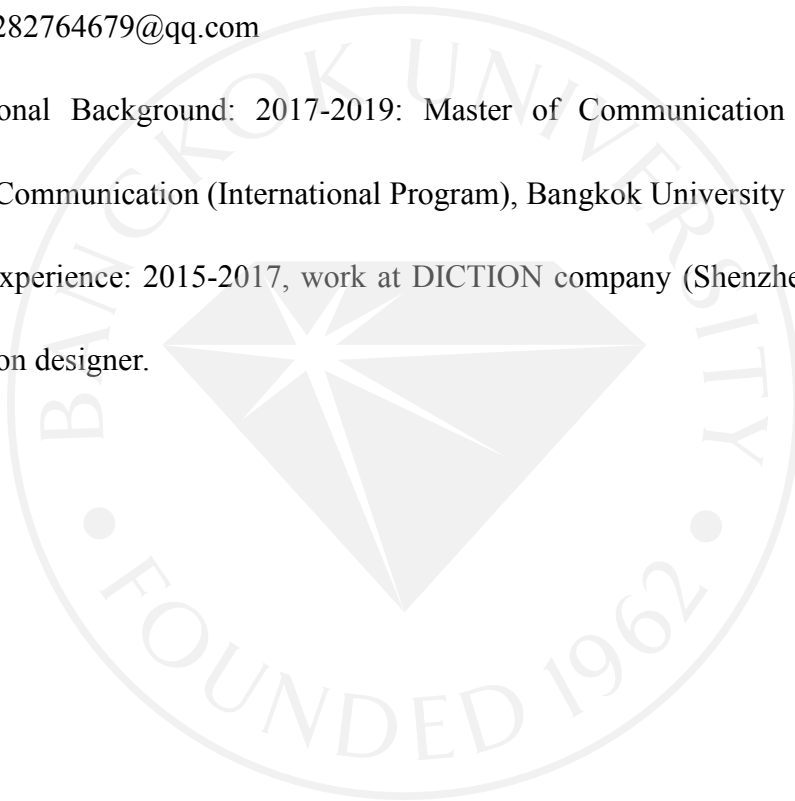 282764679@qq.com
onal Background: 2017-2019: Master of Communication
Communication (International Program), Bangkok University
xperience: 2015-2017, work at DICTION company (Shenzhe
on designer.
BANGKOK UNIVERSITY
FOUNDED 1962